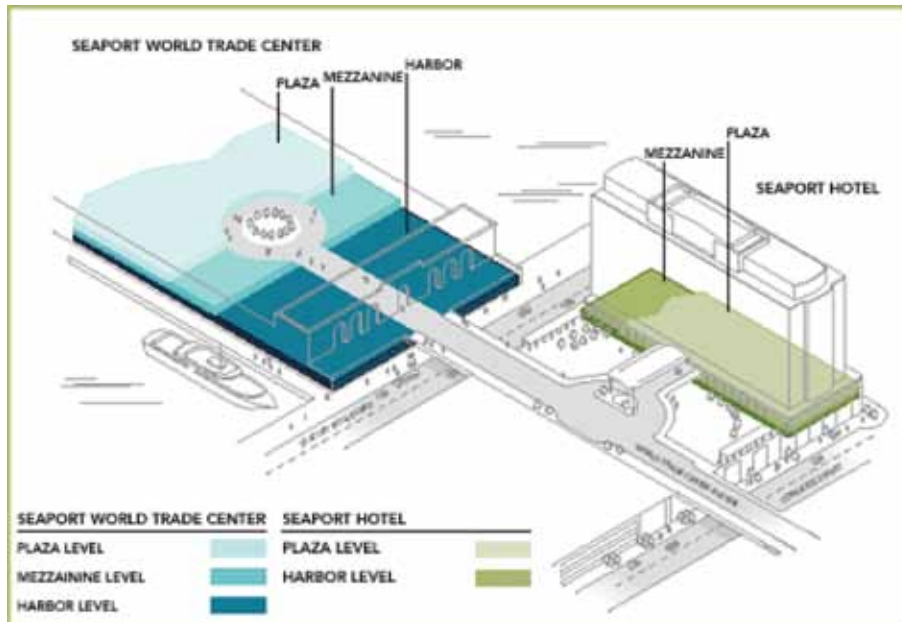 SEAPORT WORLD TRADE CENTER
PLAZA
MEZZANINE
HARBOR
PLAZA
MEZZANINE
SEAPORT HOTEL
SEAPORT WORLD TRADE CENTER
PLAZA LEVEL
MEZZAININE LEVEL
HARBOR LEVEL
SEAPORT HOTEL
PLAZA LEVEL
HARBOR LEVEL